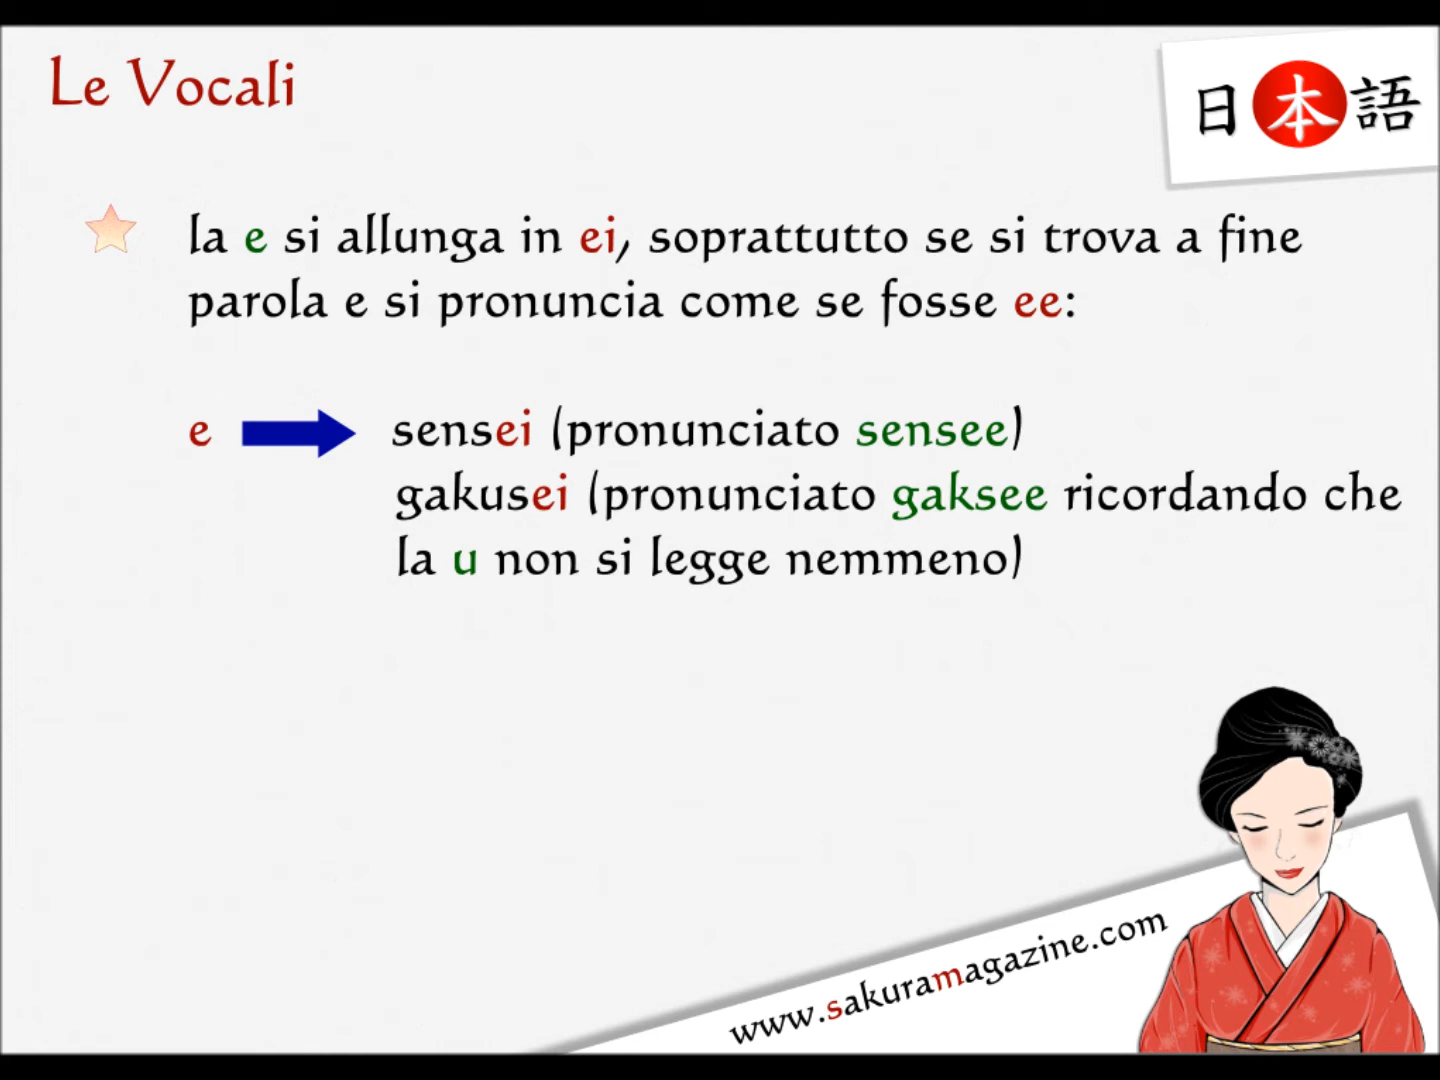 Le Vocali
日本語
la e si allunga in ei, soprattutto se si trova a fine
parola e si pronuncia come se fosse ee:
e sensei (pronunciato sensee)
gakusei (pronunciato gaksee ricordando che
la u non si legge nemmeno)
www.sakuramagazine.com